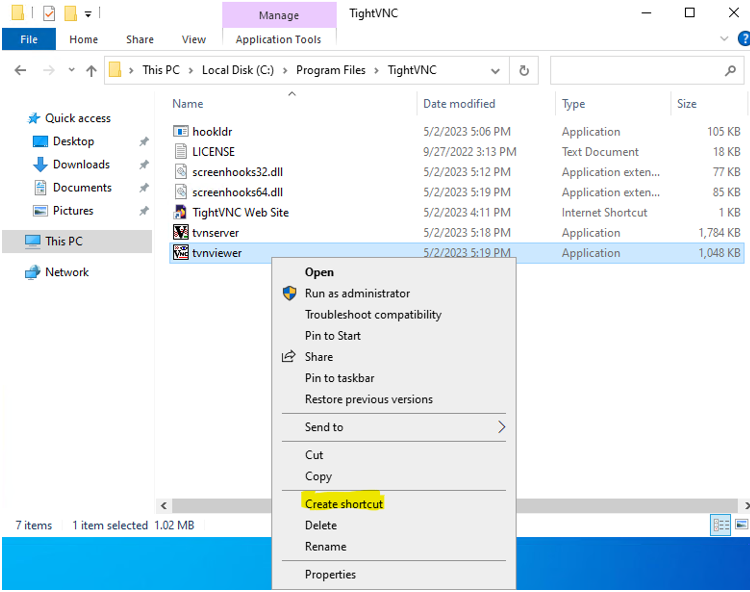 Manage
TightVNC
File
Home
Share
View
Application Tools
This PC > Local Disk (C:) > Program Files > TightVNC
Name
Date modified
Type
Size
Quick access
Desktop
Downloads
Documents
Pictures
This PC
Network
hookldr 5/2/2023 5:06 PM Application 105 KB
LICENSE 9/27/2022 3:13 PM Text Document 18 KB
screenhooks32.dll 5/2/2023 5:12 PM Application exten... 77 KB
screenhooks64.dll 5/2/2023 5:19 PM Application exten... 85 KB
TightVNC Web Site 5/2/2023 4:11 PM Internet Shortcut 1 KB
tvnserver 5/2/2023 5:18 PM Application 1,784 KB
tvnviewer 5/2/2023 5:19 PM Application 1,048 KB
Open
Run as administrator
Troubleshoot compatibility
Pin to Start
Share
Pin to taskbar
Restore previous versions
Send to
Cut
Copy
Create shortcut
Delete
Rename
Properties
7 items
1 item selected 1.02 MB